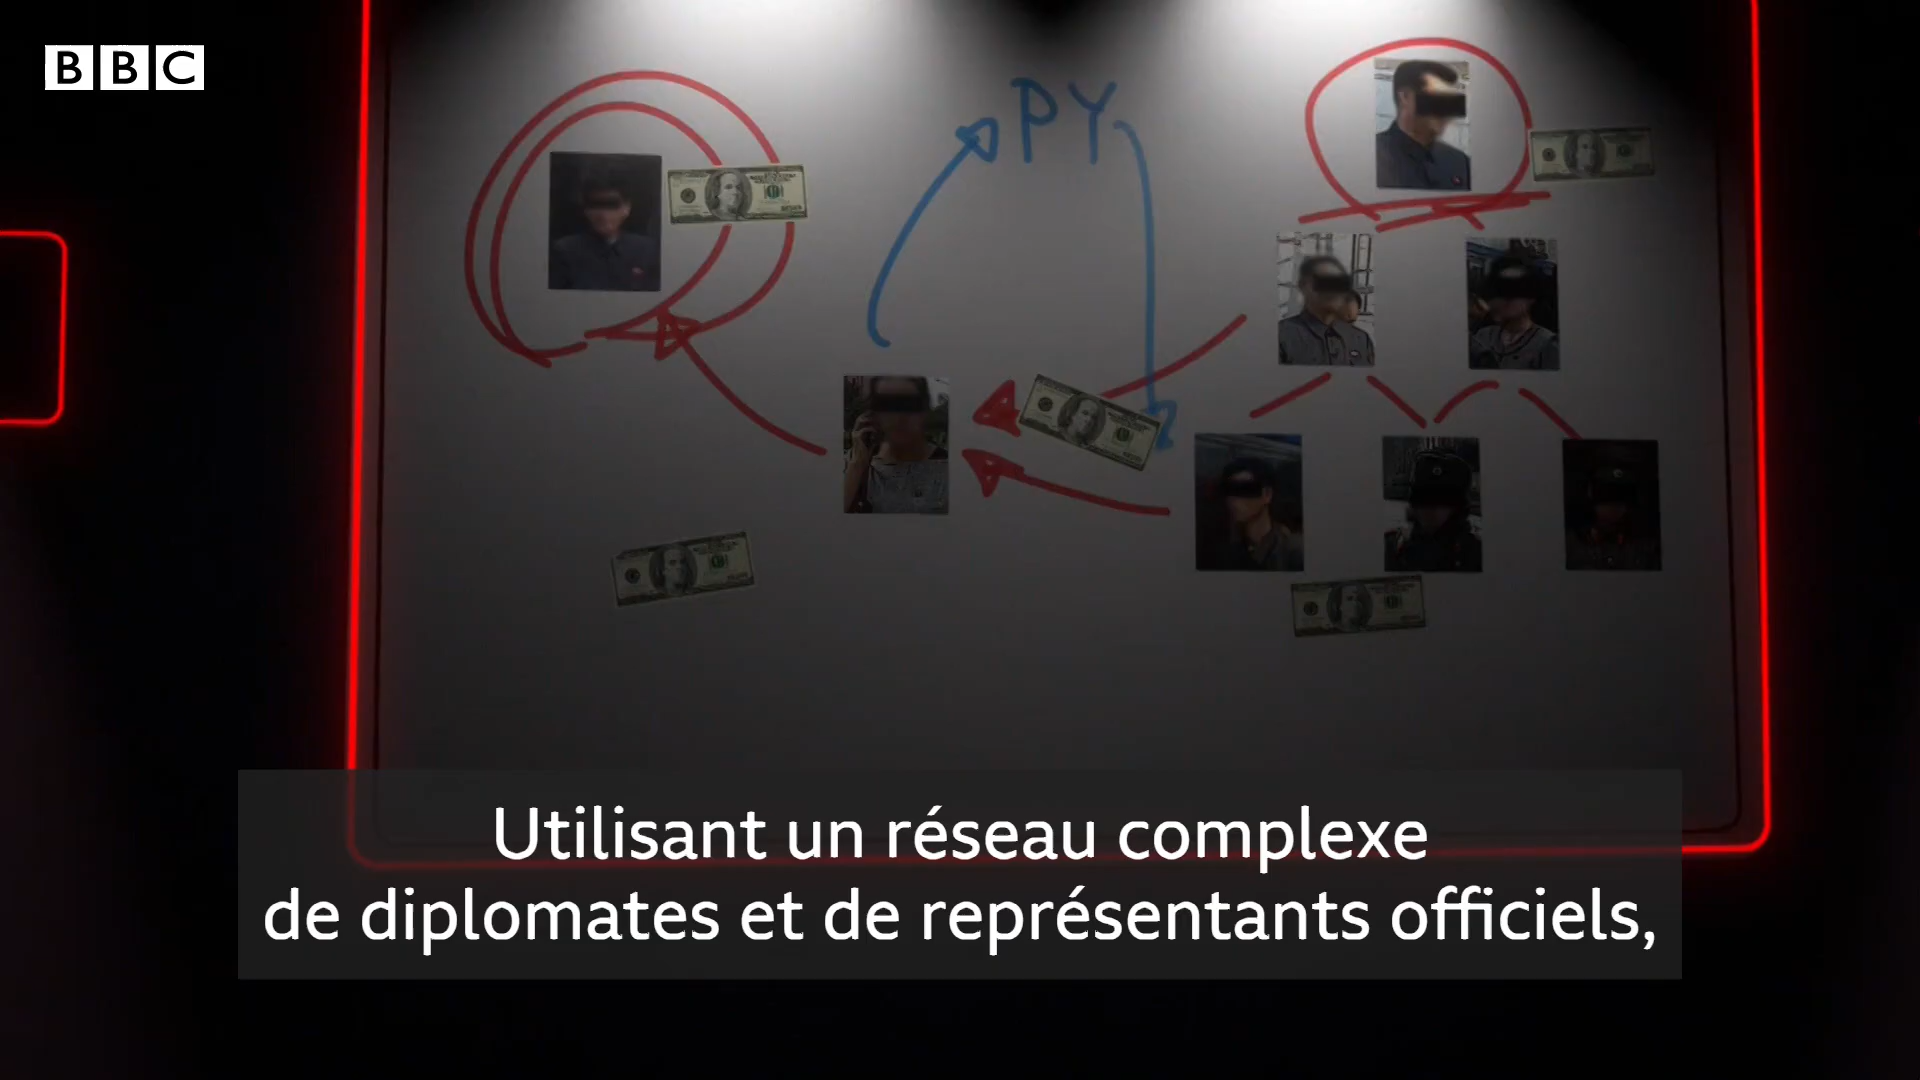 BBC
PY
Utilisant un réseau complexe
de diplomates et de représentants officiels,